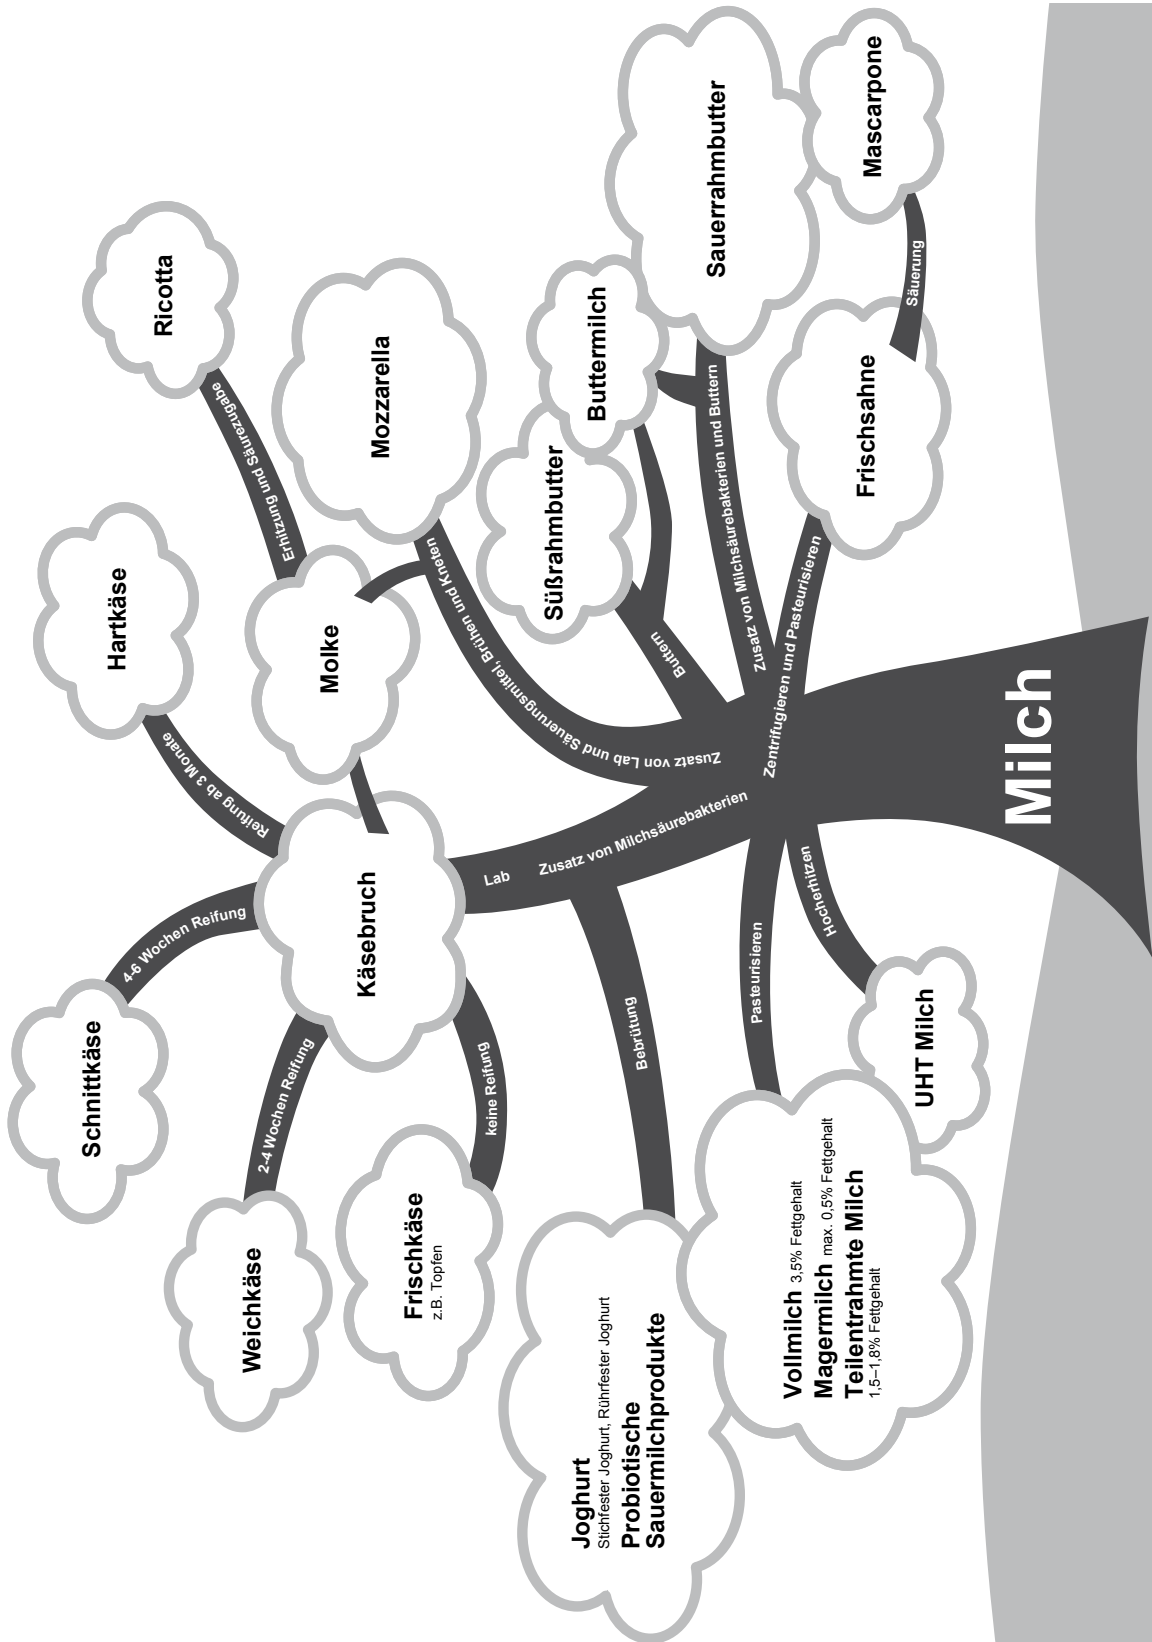 Schnittkäse
4-6 Wochen Reifung
Hartkäse
Reifung ab 3 Monate
Ricotta
Erhitzung und Säurezugabe
Weichkäse
2-4 Wochen Reifung
Käsebruch
Molke
Mozzarella
Zusatz von Lab und Säuerungsmittel, Brühen und Kneten
Frischkäse
z.B. Topfen
keine Reifung
Lab
Zusatz von Milchsäurebakterien
Süßrahmbutter
Buttermilch
Buttern
Joghurt
Stichfester Joghurt, Rührfester Joghurt
Probiotische
Sauermilchprodukte
Bebrütung
Sauerrahmbutter
Zusatz von Milchsäurebakterien und Buttern
Vollmilch 3,5% Fettgehalt
Magermilch max. 0,5% Fettgehalt
Teilentrahmte Milch
1,5–1,8% Fettgehalt
Pasteurisieren
Zentrifugieren und Pasteurisieren
Frischsahne
Säuerung
Mascarpone
UHT Milch
Hocherhitzen
Milch